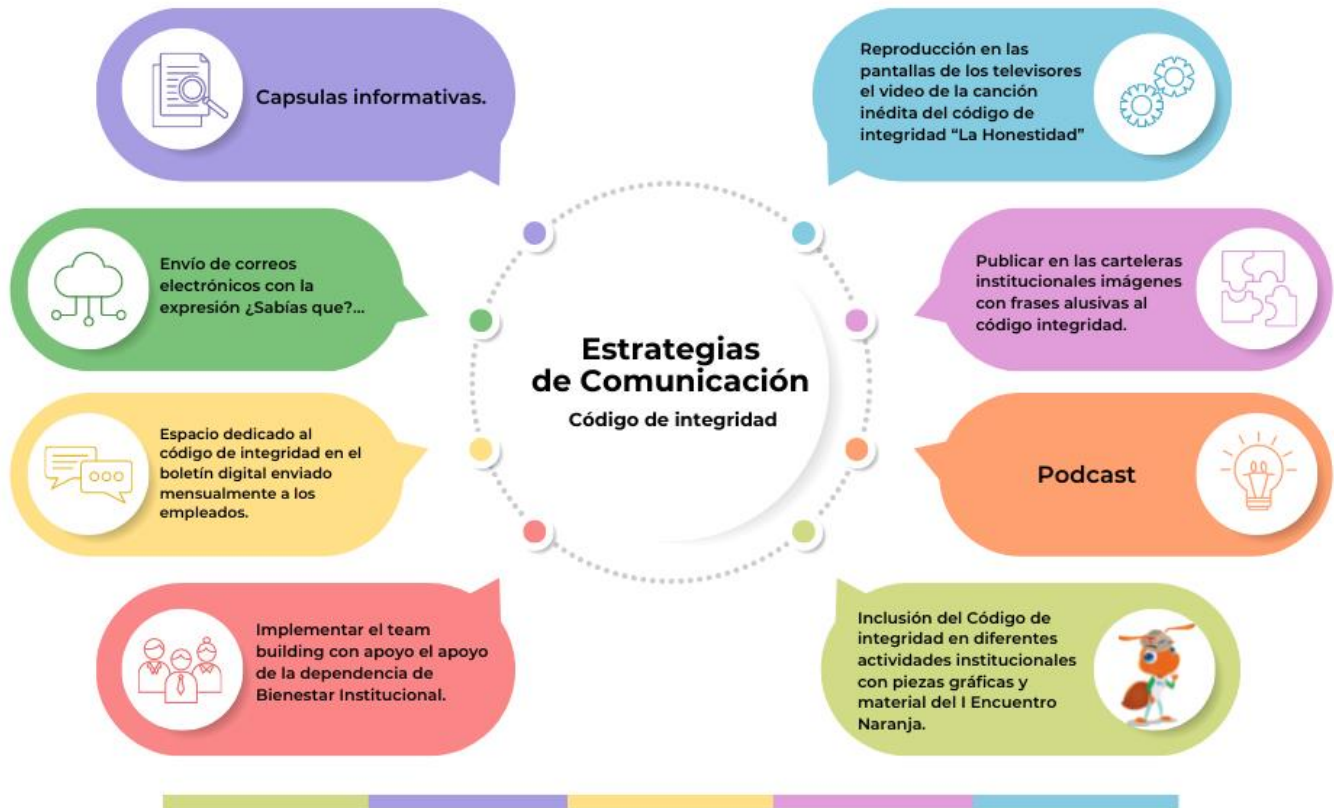 Capsulas informativas.
Envío de correos
electrónicos con la
expresión ¿Sabías que?...
Espacio dedicado al
código de integridad en el
boletín digital enviado
mensualmente a los
empleados.
Implementar el team
building con apoyo el apoyo
de la dependencia de
Bienestar Institucional.
Estrategias
de Comunicación
Código de integridad
Reproducción en las
pantallas de los televisores
el video de la canción
inédita del código de
integridad “La Honestidad”
Publicar en las carteleras
institucionales imágenes
con frases alusivas al
código integridad.
Podcast
Inclusión del Código de
integridad en diferentes
actividades institucionales
con piezas gráficas y
material del I Encuentro
Naranja.